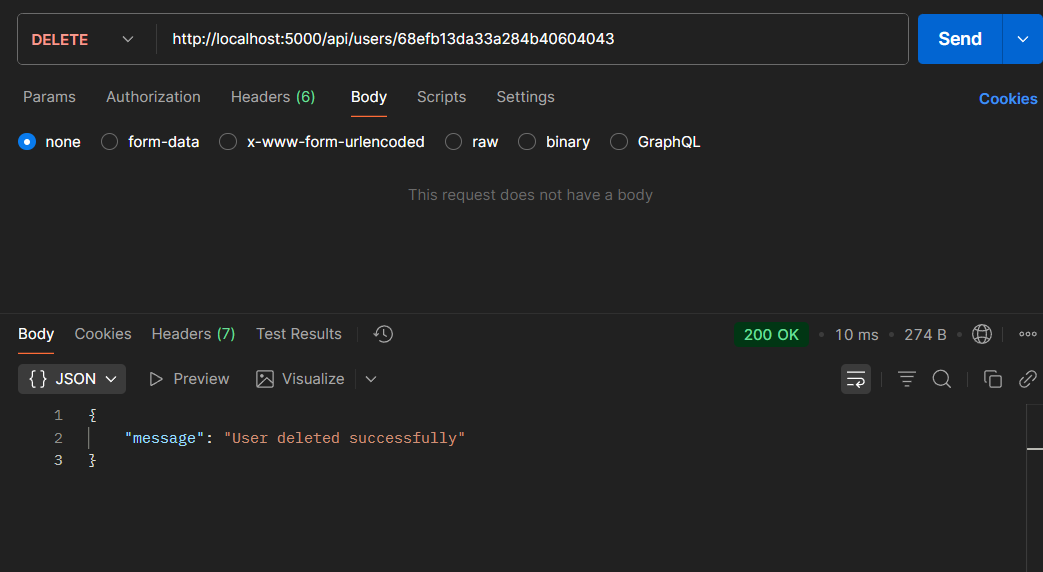 DELETE http://localhost:5000/api/users/68efb13da33a284b40604043 Send
Params Authorization Headers (6) Body Scripts Settings Cookies
none form-data x-www-form-urlencoded raw binary GraphQL
This request does not have a body
Body Cookies Headers (7) Test Results 200 OK • 10 ms • 274 B •
{} JSON Preview Visualize
1 {
2 "message": "User deleted successfully"
3 }